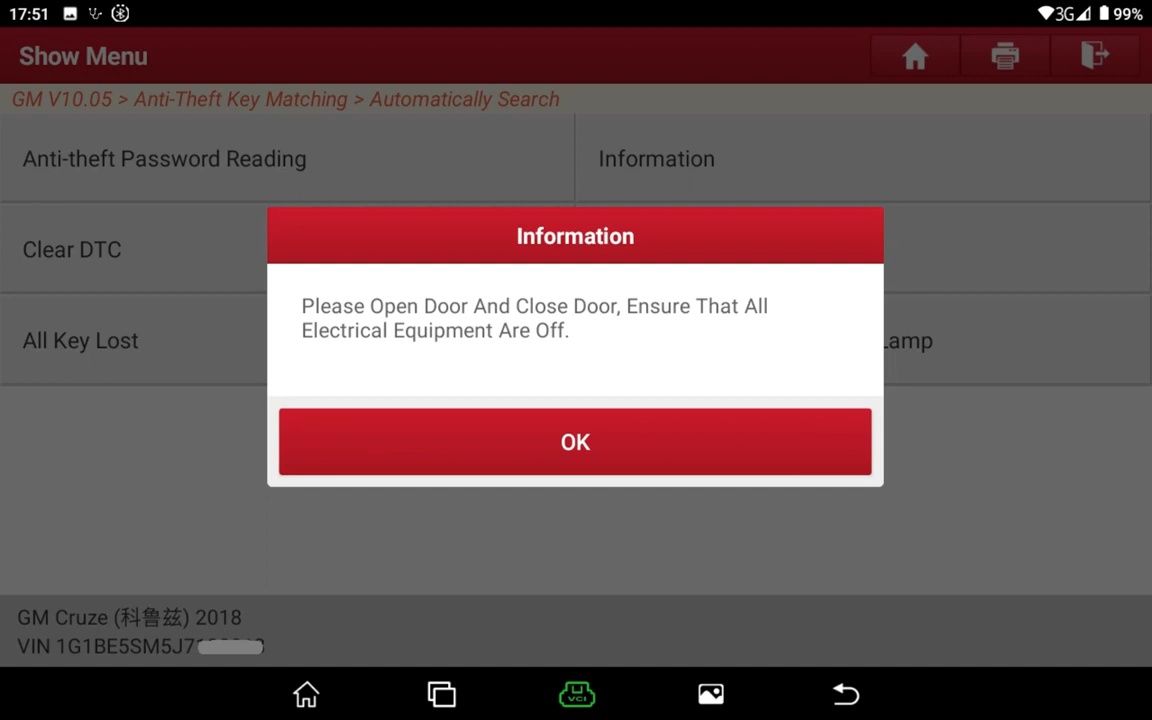 17:51 3G 99%
Show Menu
GM V10.05 > Anti-Theft Key Matching > Automatically Search
Anti-theft Password Reading Information
Clear DTC
All Key Lost Lamp
Information
Please Open Door And Close Door, Ensure That All
Electrical Equipment Are Off.
OK
GM Cruze (科鲁兹) 2018
VIN 1G1BE5SM5J7
VCI